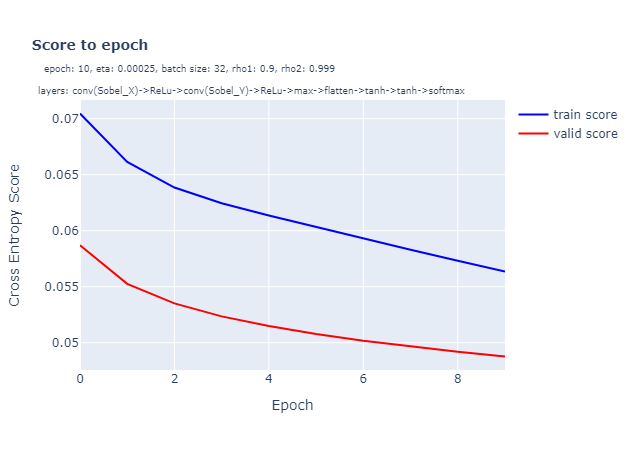 Score to epoch
epoch: 10, eta: 0.00025, batch size: 32, rho1: 0.9, rho2: 0.999
layers: conv(Sobel_X)->ReLu->conv(Sobel_Y)->ReLu->max->flatten->tanh->tanh->softmax
train score
valid score
Cross Entropy Score
0.07
0.065
0.06
0.055
0.05
0 2 4 6 8
Epoch